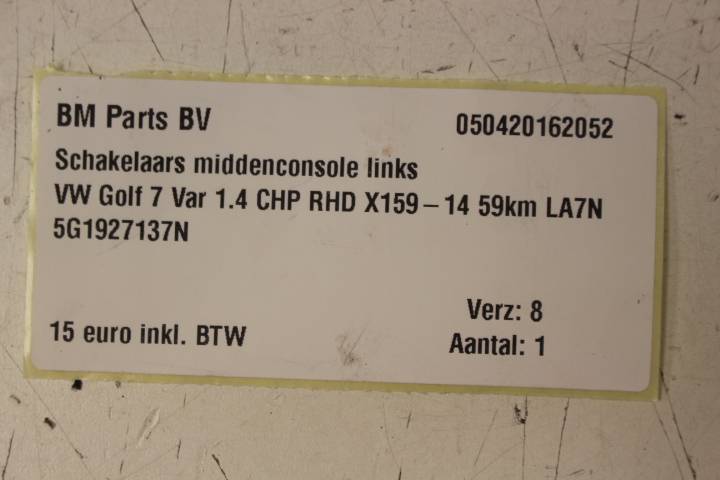 BM Parts BV 050420162052
Schakelaars middenconsole links
VW Golf 7 Var 1.4 CHP RHD X159 – 14 59km LA7N
5G1927137N
Verz: 8
15 euro inkl. BTW Aantal: 1